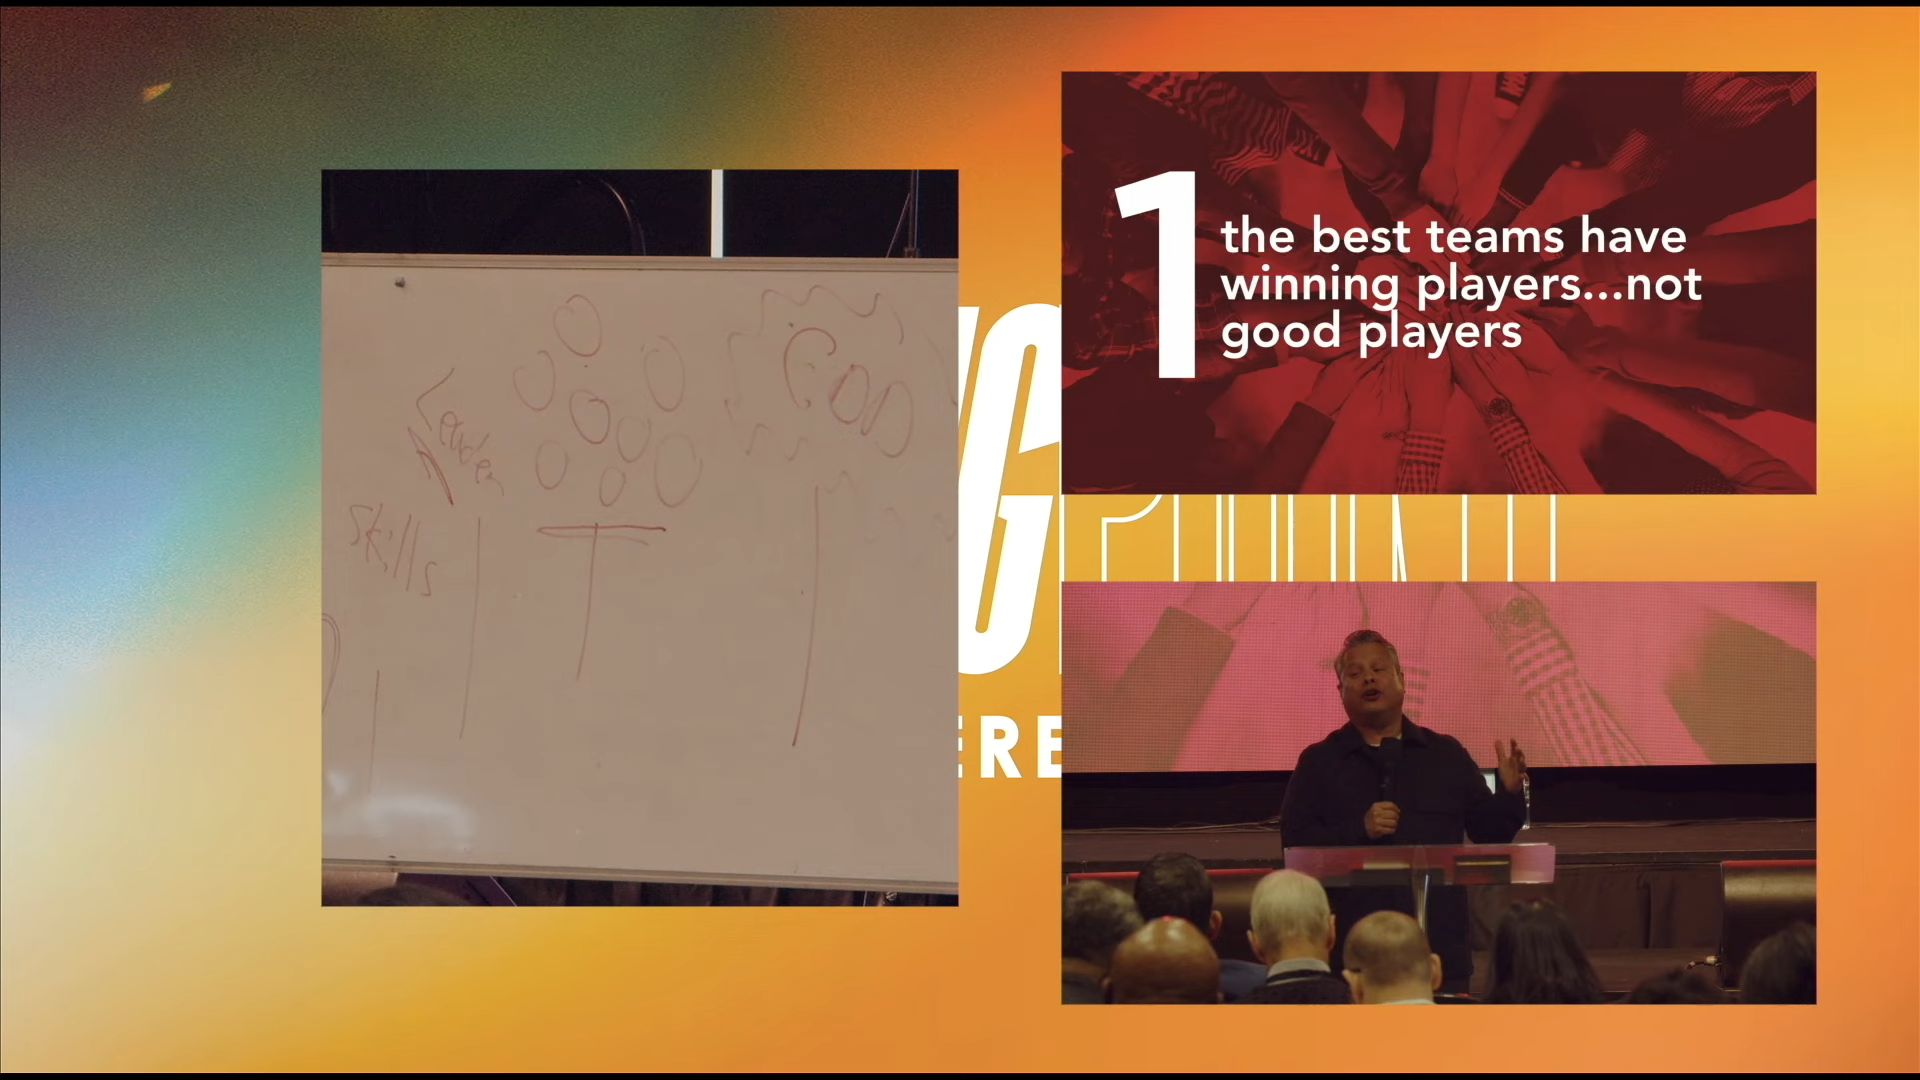 GOD
Leader
Skills
1
the best teams have
winning players...not
good players
G
ERE